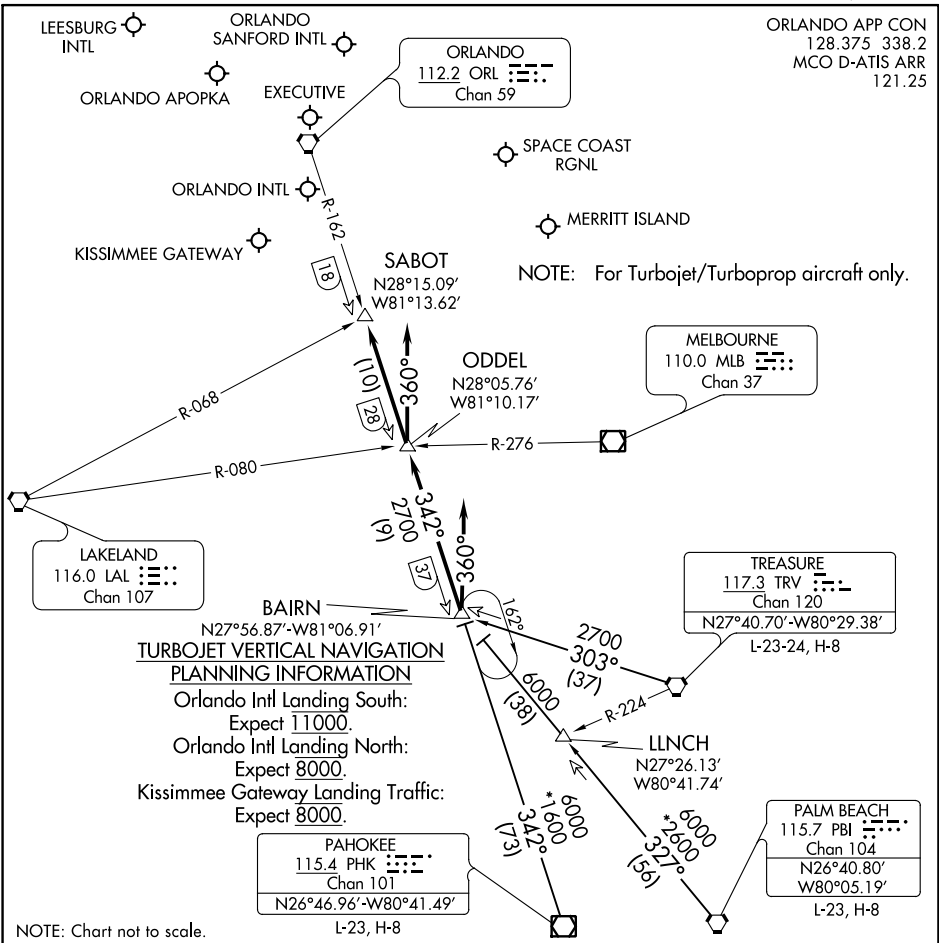 LEESBURG
INTL
ORLANDO
SANFORD INTL
ORLANDO APP CON
128.375 338.2
MCO D-ATIS ARR
121.25
ORLANDO
112.2 ORL
Chan 59
ORLANDO APOPKA
EXECUTIVE
SPACE COAST
RGNL
ORLANDO INTL
R-162
MERRITT ISLAND
KISSIMMEE GATEWAY
18
SABOT
N28°15.09′
W81°13.62′
NOTE: For Turbojet/Turboprop aircraft only.
(10)
360°
28
ODDEL
N28°05.76′
W81°10.17′
MELBOURNE
110.0 MLB
Chan 37
R-068
R-080
R-276
342°
2700
(9)
360°
37
LAKELAND
116.0 LAL
Chan 107
BAIRN
N27°56.87′-W81°06.91′
162°
TREASURE
117.3 TRV
Chan 120
N27°40.70′-W80°29.38′
L-23-24, H-8
2700
303°
(37)
TURBOJET VERTICAL NAVIGATION
PLANNING INFORMATION
Orlando Intl Landing South:
Expect 11000.
Orlando Intl Landing North:
Expect 8000.
Kissimmee Gateway Landing Traffic:
Expect 8000.
6000
(38)
R-224
LLNCH
N27°26.13′
W80°41.74′
6000
*1600
342°
(73)
6000
*2600
327°
(56)
PALM BEACH
115.7 PBI
Chan 104
N26°40.80′
W80°05.19′
L-23, H-8
PAHOKEE
115.4 PHK
Chan 101
N26°46.96′-W80°41.49′
L-23, H-8
NOTE: Chart not to scale.